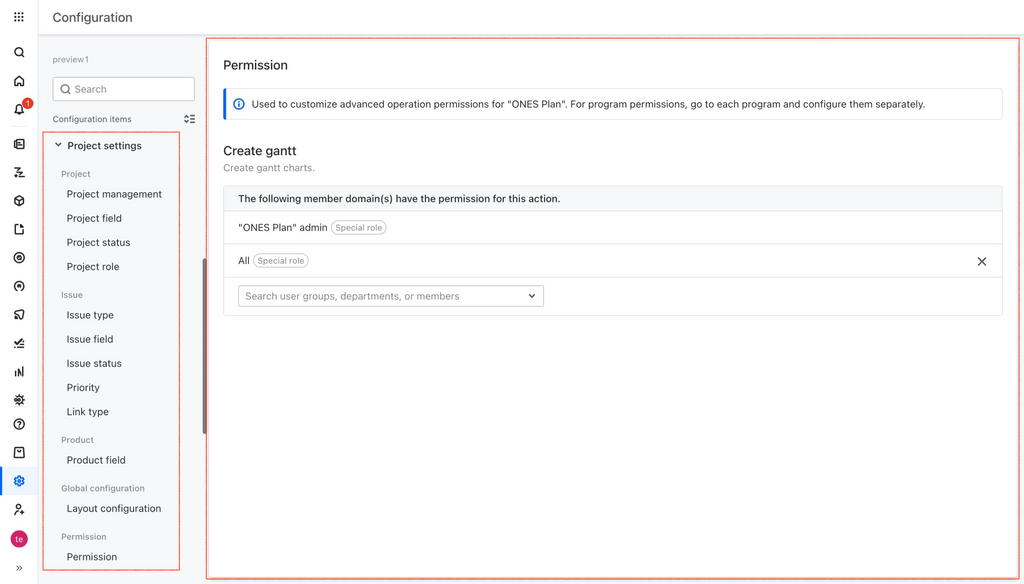 Configuration
preview1
Search
1
Configuration items
Project settings
Project
Project management
Project field
Project status
Project role
Issue
Issue type
Issue field
Issue status
Priority
Link type
Product
Product field
Global configuration
Layout configuration
Permission
Permission
te
Permission
Used to customize advanced operation permissions for "ONES Plan". For program permissions, go to each program and configure them separately.
Create gantt
Create gantt charts.
The following member domain(s) have the permission for this action.
"ONES Plan" admin Special role
All Special role
Search user groups, departments, or members